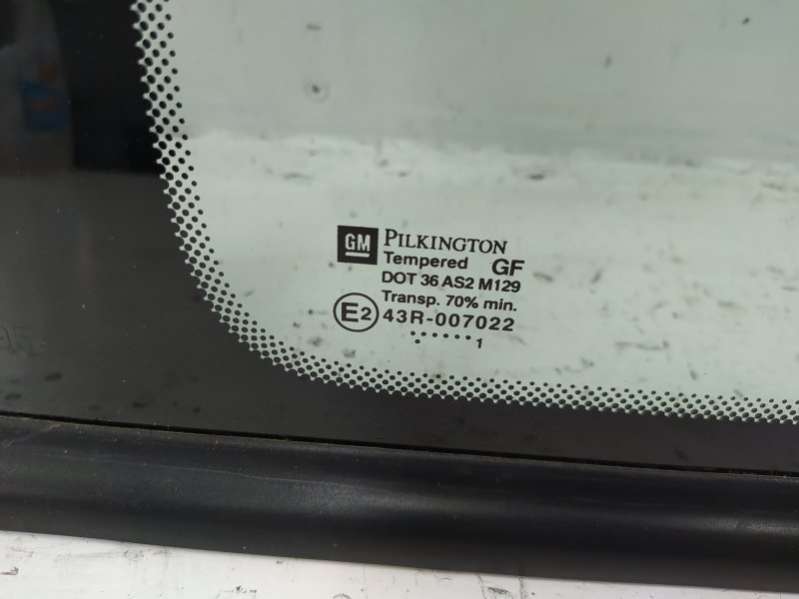 GM PILKINGTON
Tempered GF
DOT 36 AS2 M129
Transp. 70% min.
E2 43R-007022
1